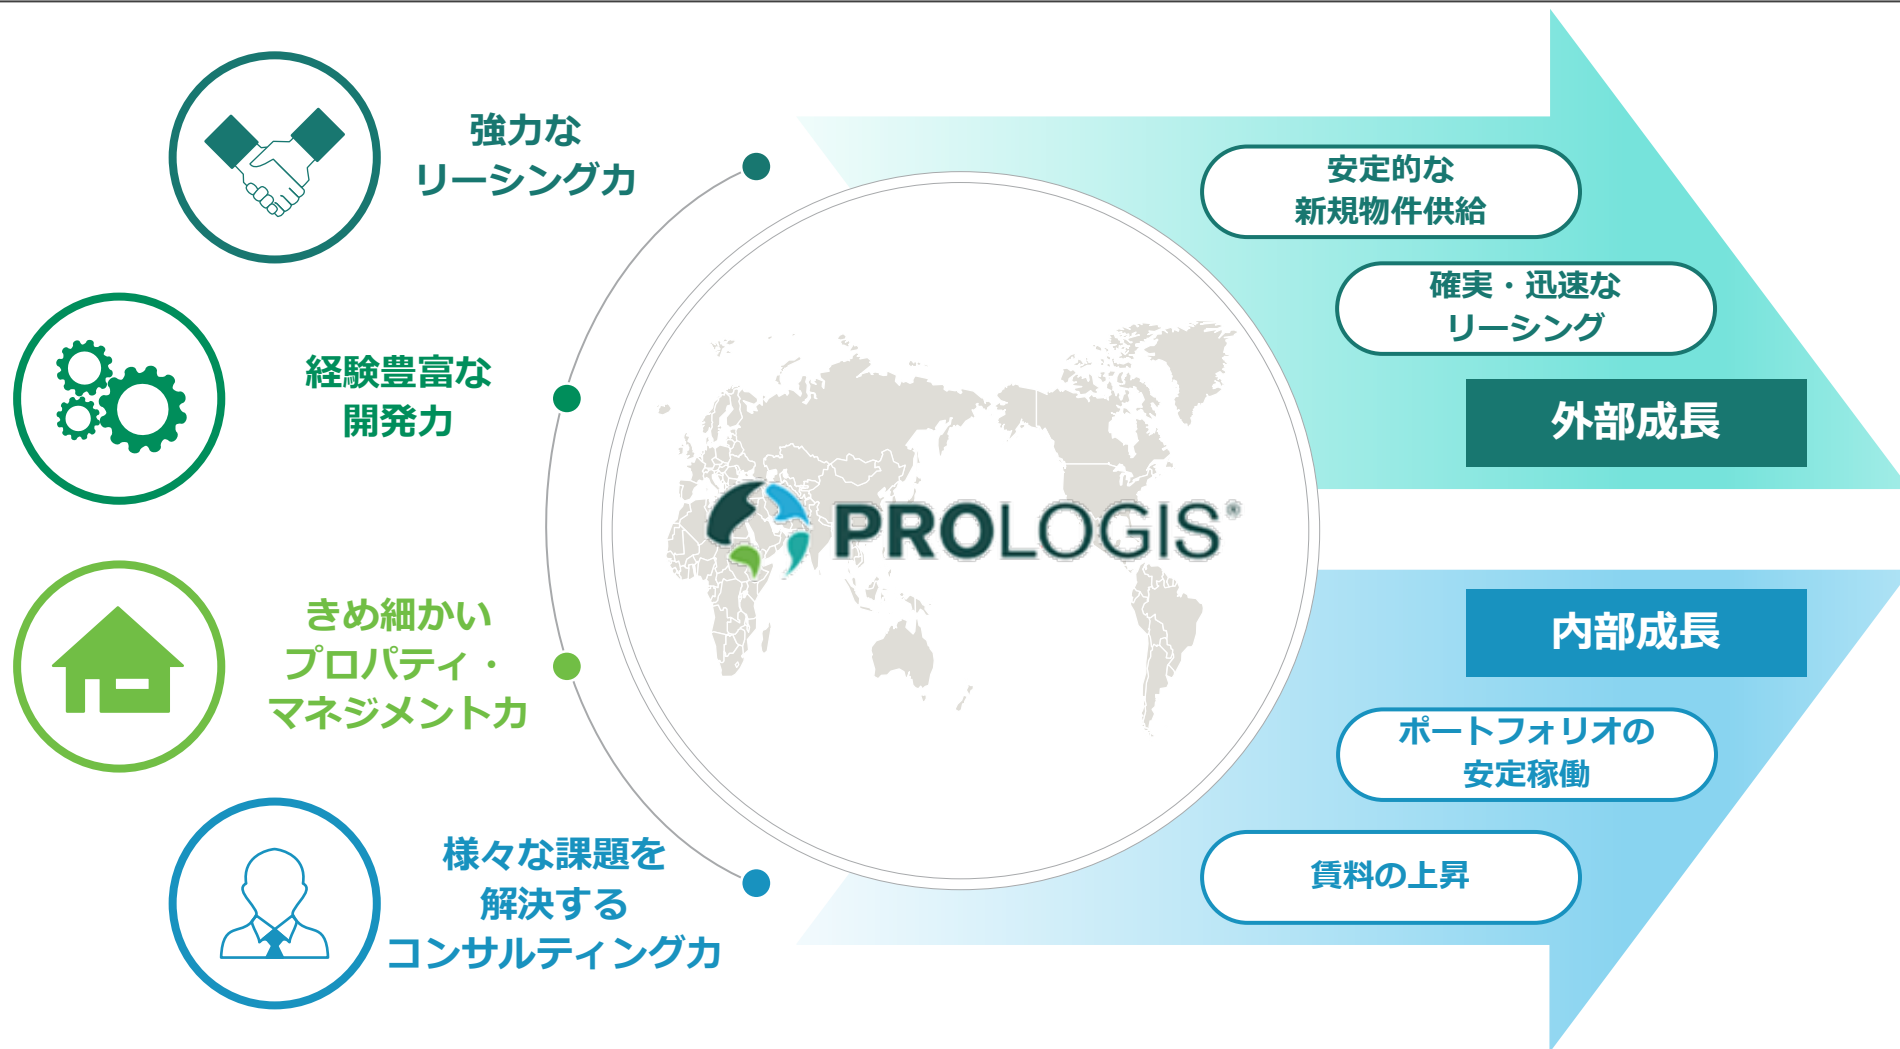 強力な
リーシング力
経験豊富な
開発力
きめ細かい
プロパティ・
マネジメント力
様々な課題を
解決する
コンサルティング力
PROLOGIS®
安定的な
新規物件供給
確実・迅速な
リーシング
外部成長
内部成長
ポートフォリオの
安定稼働
賃料の上昇